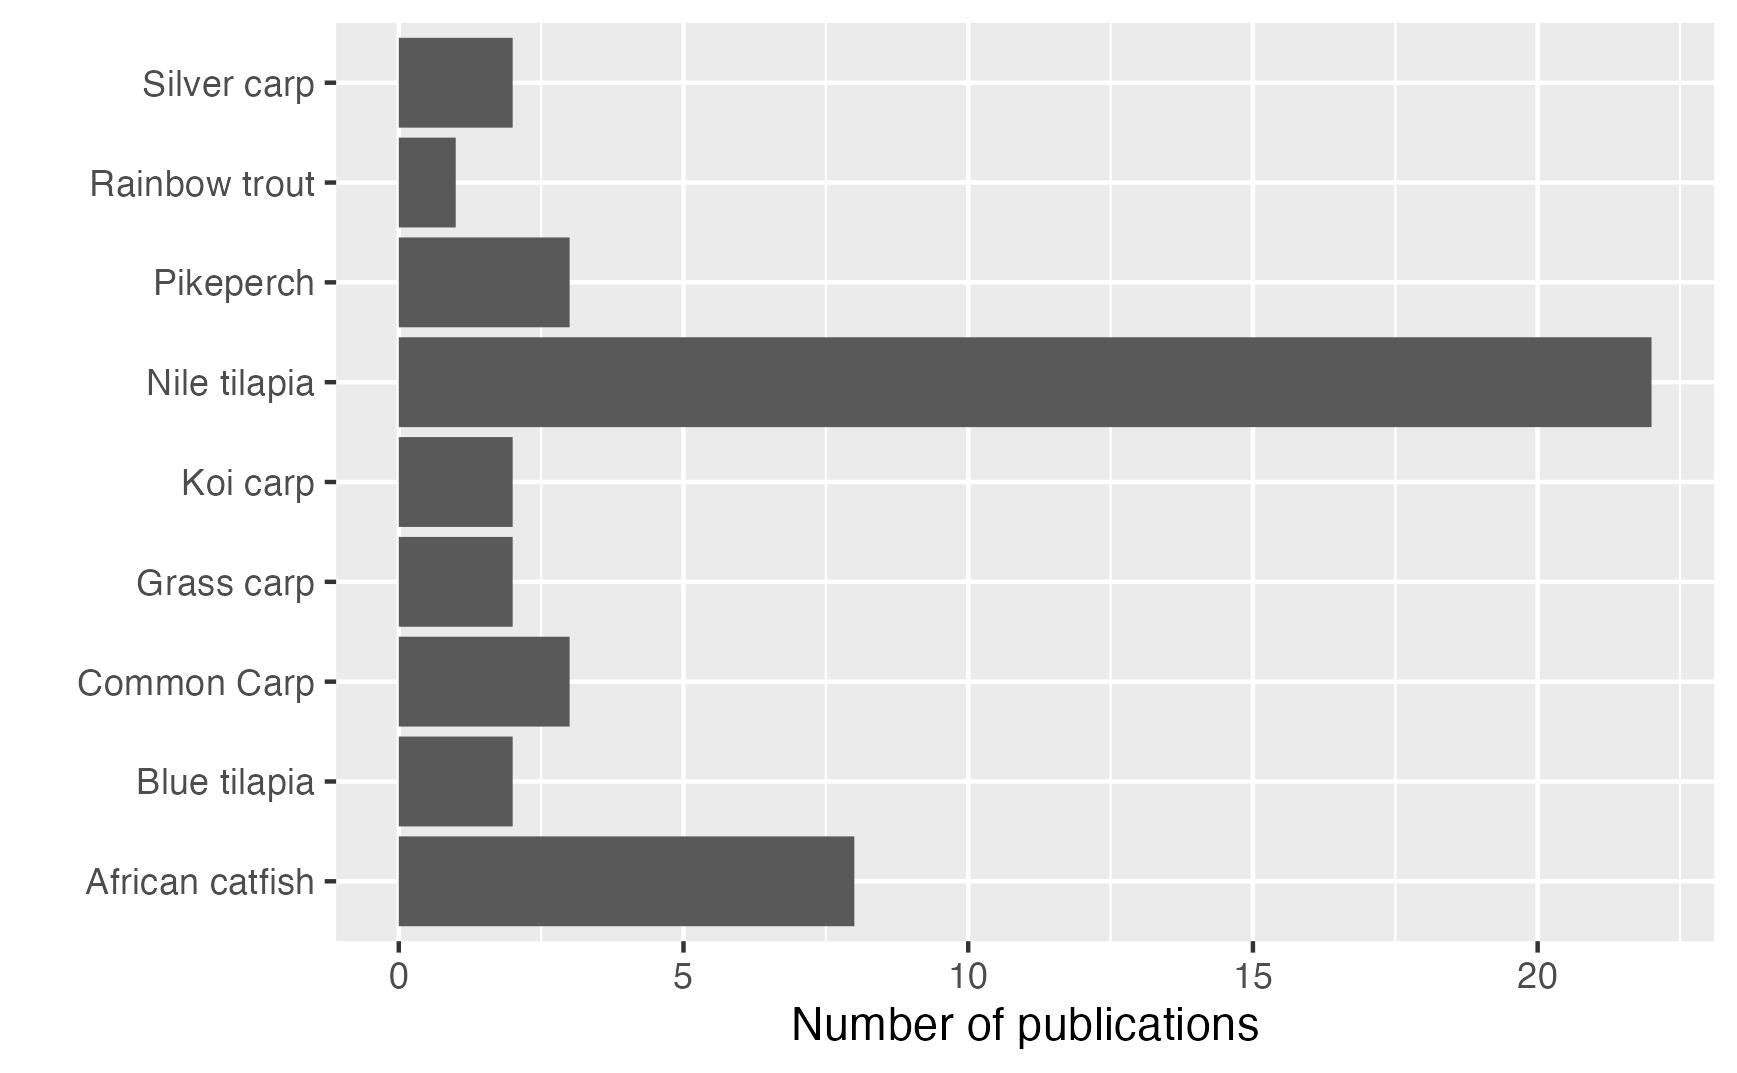 Silver carp
Rainbow trout
Pikeperch
Nile tilapia
Koi carp
Grass carp
Common Carp
Blue tilapia
African catfish
0 5 10 15 20
Number of publications